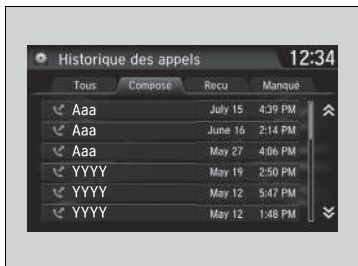 Historique des appels 12:34
Tous Composé Recu Manqué
Aaa July 15 4:39 PM
Aaa June 16 2:14 PM
Aaa May 27 4:06 PM
YYYY May 19 2:50 PM
YYYY May 12 5:47 PM
YYYY May 12 1:48 PM